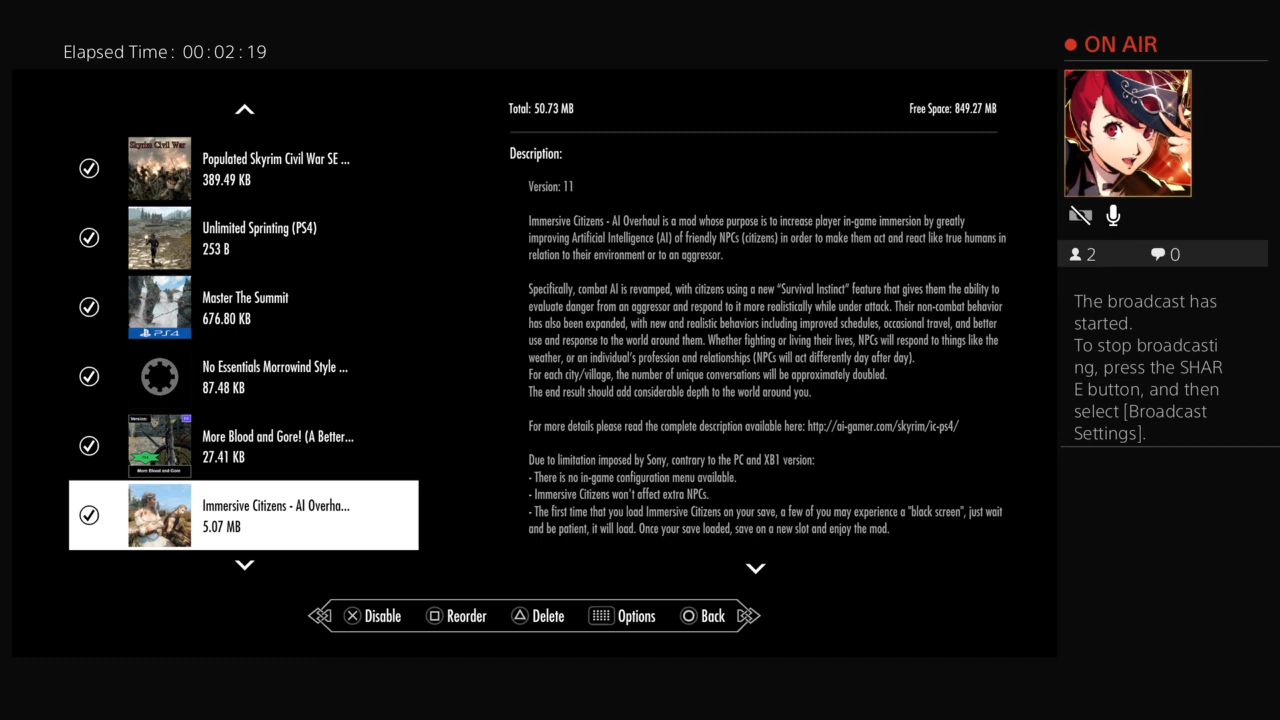 Elapsed Time: 00:02:19
ON AIR
Total: 50.73 MB
Free Space: 849.27 MB
Skyrim Civil War
Populated Skyrim Civil War SE ...
389.49 KB
Unlimited Sprinting (PS4)
253 B
Master The Summit
676.80 KB
PS4
No Essentials Morrowind Style ...
87.48 KB
Version:
More Blood and Gore
More Blood and Gore! (A Better...
27.41 KB
Immersive Citizens - AI Overha...
5.07 MB
Description:
Version: 11
Immersive Citizens - AI Overhaul is a mod whose purpose is to increase player in-game immersion by greatly
improving Artificial Intelligence (AI) of friendly NPCs (citizens) in order to make them act and react like true humans in
relation to their environment or to an aggressor.
Specifically, combat AI is revamped, with citizens using a new “Survival Instinct” feature that gives them the ability to
evaluate danger from an aggressor and respond to it more realistically while under attack. Their non-combat behavior
has also been expanded, with new and realistic behaviors including improved schedules, occasional travel, and better
use and response to the world around them. Whether fighting or living their lives, NPCs will respond to things like the
weather, or an individual’s profession and relationships (NPCs will act differently day after day).
For each city/village, the number of unique conversations will be approximately doubled.
The end result should add considerable depth to the world around you.
For more details please read the complete description available here: http://ai-gamer.com/skyrim/ic-ps4/
Due to limitation imposed by Sony, contrary to the PC and XB1 version:
- There is no in-game configuration menu available.
- Immersive Citizens won't affect extra NPCs.
- The first time that you load Immersive Citizens on your save, a few of you may experience a "black screen", just wait
and be patient, it will load. Once your save loaded, save on a new slot and enjoy the mod.
Disable
Reorder
Delete
Options
Back
2
0
The broadcast has
started.
To stop broadcasti
ng, press the SHAR
E button, and then
select [Broadcast
Settings].